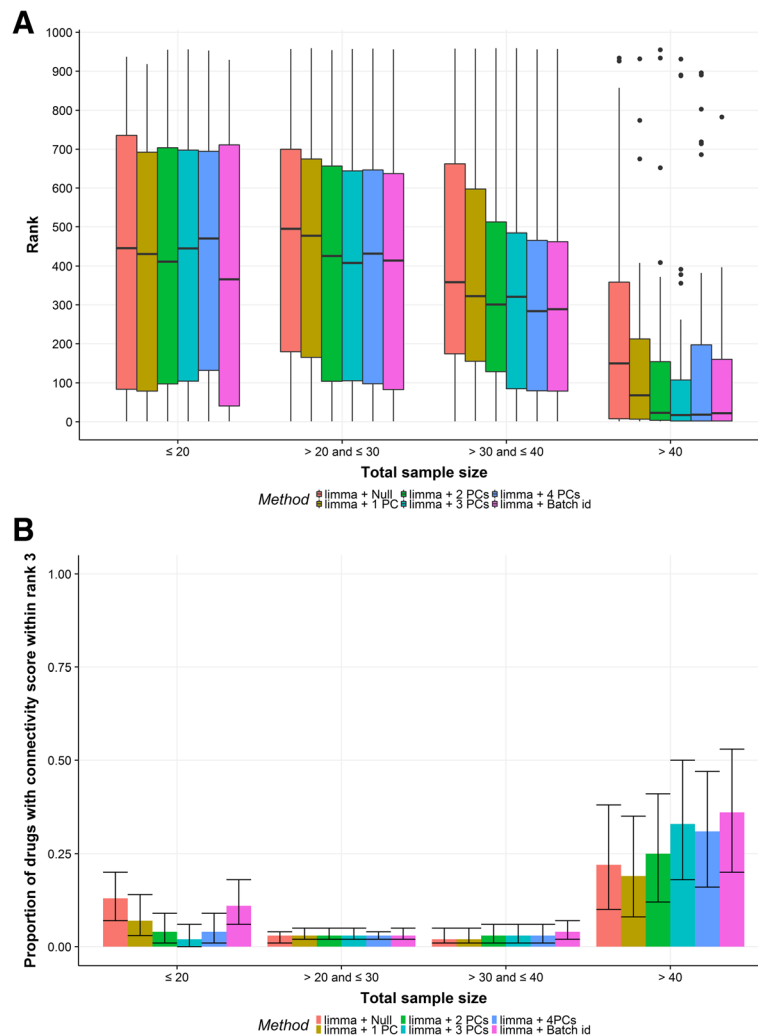 A
1000
900
800
700
600
500
400
300
200
100
0
Rank
≤ 20
> 20 and ≤ 30
> 30 and ≤ 40
> 40
Total sample size
Method limma + Null limma + 2 PCs limma + 4 PCs
limma + 1 PC limma + 3 PCs limma + Batch id
B
Proportion of drugs with connectivity score within rank 3
1.00
0.75
0.50
0.25
0.00
≤ 20
> 20 and ≤ 30
> 30 and ≤ 40
> 40
Total sample size
Method limma + Null limma + 2 PCs limma + 4PCs
limma + 1 PC limma + 3 PCs limma + Batch id